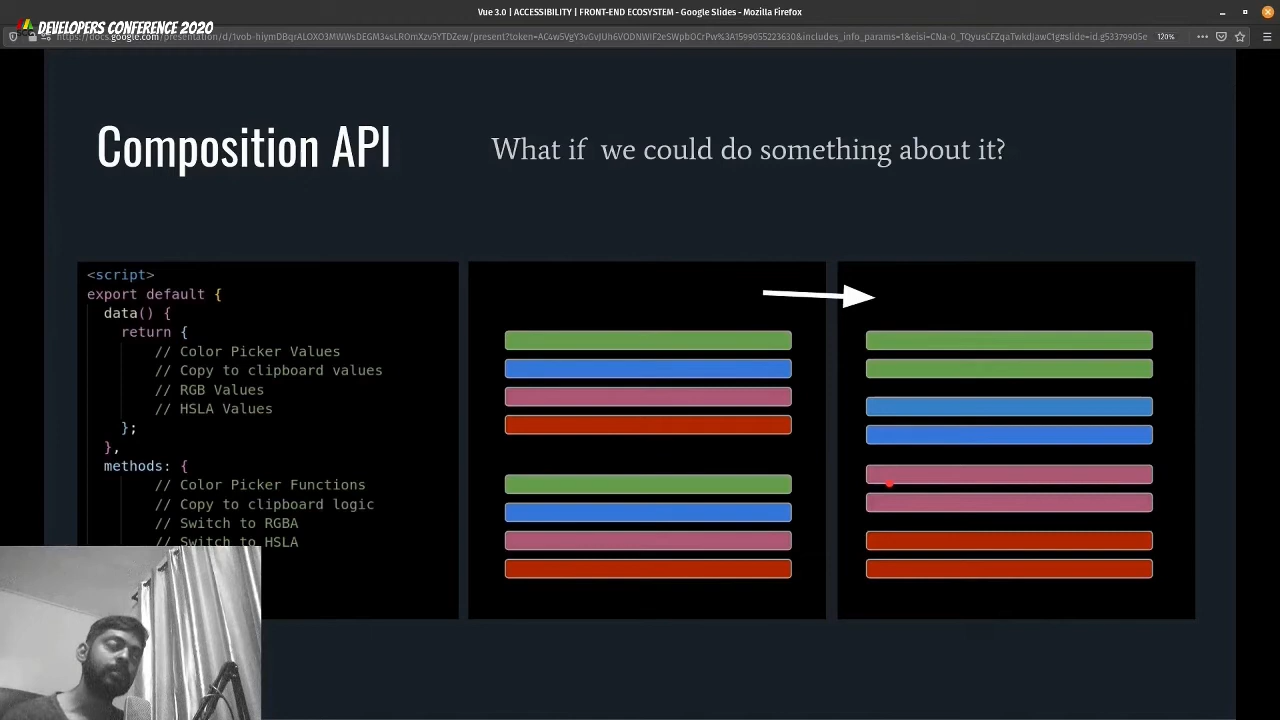 Vue 3.0 | ACCESSIBILITY | FRONT-END ECOSYSTEM - Google Slides - Mozilla Firefox
DEVELOPERS CONFERENCE 2020
120%
Composition API
What if we could do something about it?
<script>
export default {
data() {
return {
// Color Picker Values
// Copy to clipboard values
// RGB Values
// HSLA Values
};
},
methods: {
// Color Picker Functions
// Copy to clipboard logic
// Switch to RGBA
// Switch to HSLA